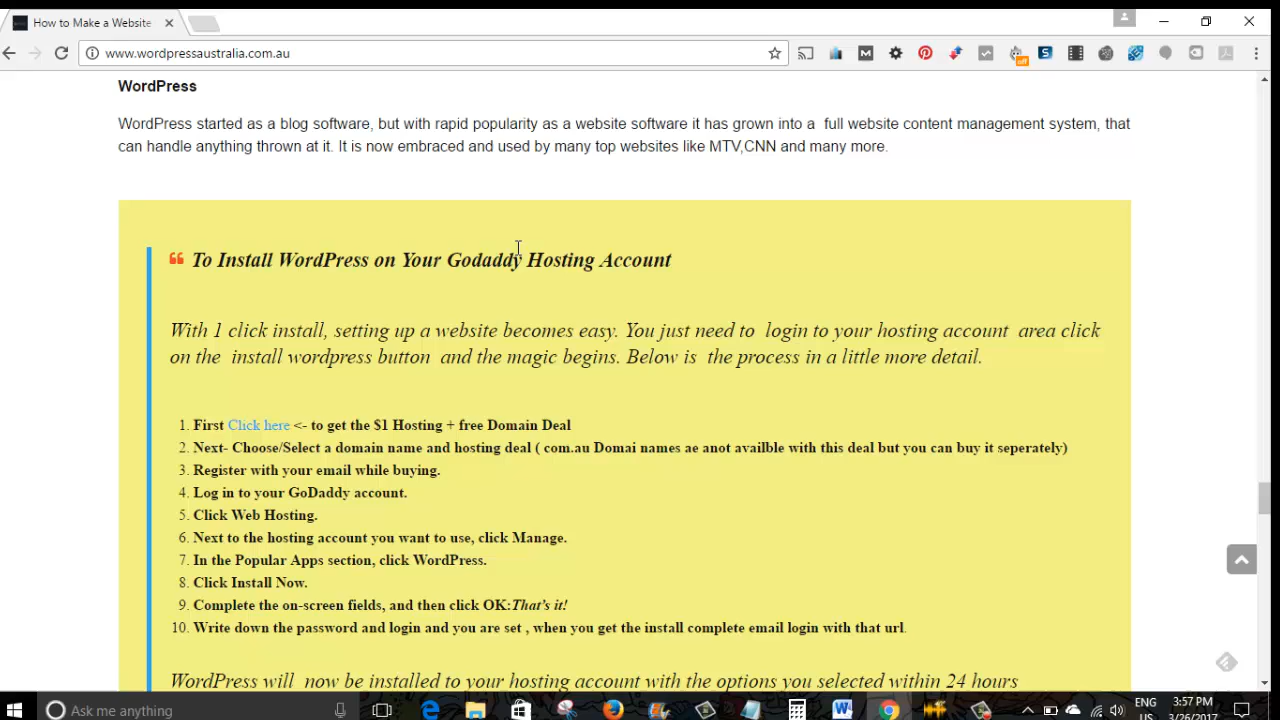 How to Make a Website
www.wordpressaustralia.com.au
WordPress
WordPress started as a blog software, but with rapid popularity as a website software it has grown into a full website content management system, that
can handle anything thrown at it. It is now embraced and used by many top websites like MTV,CNN and many more.
To Install WordPress on Your Godaddy Hosting Account
With 1 click install, setting up a website becomes easy. You just need to login to your hosting account area click
on the install wordpress button and the magic begins. Below is the process in a little more detail.
1. First Click here <- to get the $1 Hosting + free Domain Deal
2. Next- Choose/Select a domain name and hosting deal ( com.au Domai names ae anot availble with this deal but you can buy it seperately)
3. Register with your email while buying.
4. Log in to your GoDaddy account.
5. Click Web Hosting.
6. Next to the hosting account you want to use, click Manage.
7. In the Popular Apps section, click WordPress.
8. Click Install Now.
9. Complete the on-screen fields, and then click OK:That's it!
10. Write down the password and login and you are set , when you get the install complete email login with that url.
WordPress will now be installed to your hosting account with the options you selected within 24 hours
Ask me anything
ENG
US
3:57 PM
3/26/2017
off